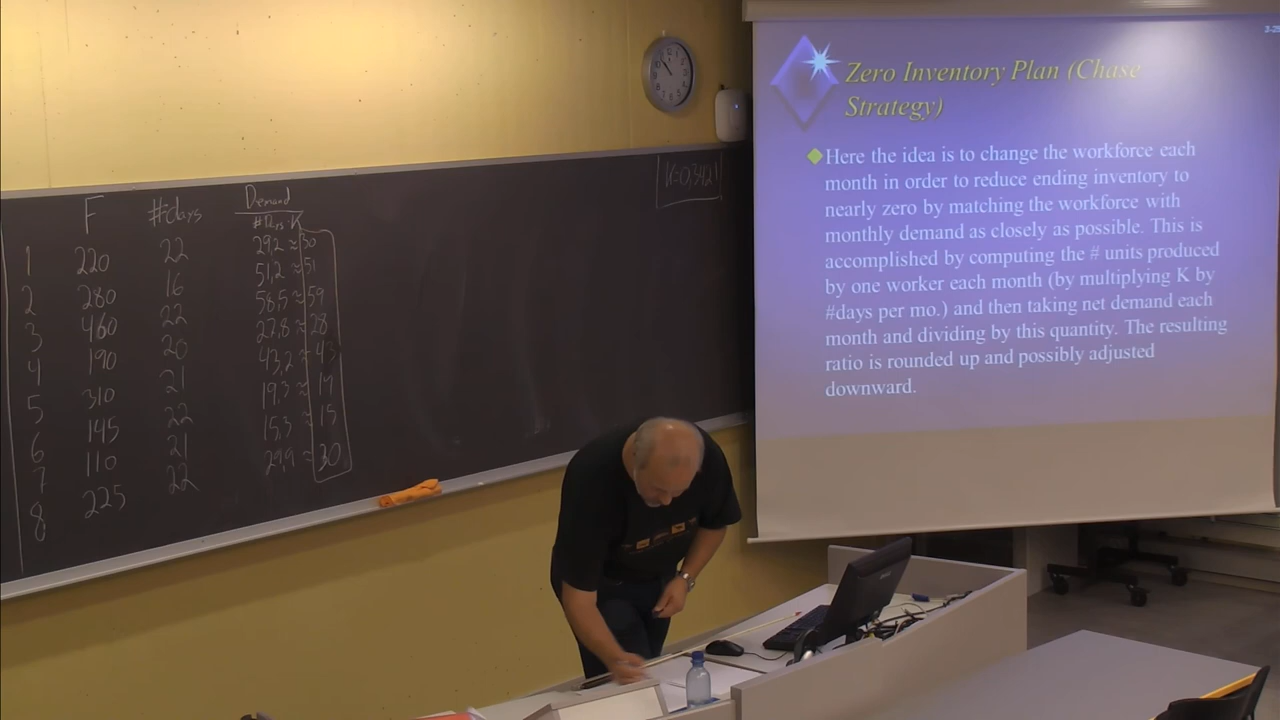 F #days Demand
#Days K
1 220 22 29,2 ≈ 30
2 280 16 51,2 ≈ 51
3 460 22 58,5 ≈ 59
4 190 20 27,8 ≈ 28
5 310 21 43,2 ≈ 43
6 145 22 19,3 ≈ 19
7 110 21 15,3 ≈ 15
8 225 22 29,9 ≈ 30
K=0,3421
Zero Inventory Plan (Chase
Strategy)
Here the idea is to change the workforce each
month in order to reduce ending inventory to
nearly zero by matching the workforce with
monthly demand as closely as possible. This is
accomplished by computing the # units produced
by one worker each month (by multiplying K by
#days per mo.) and then taking net demand each
month and dividing by this quantity. The resulting
ratio is rounded up and possibly adjusted
downward.